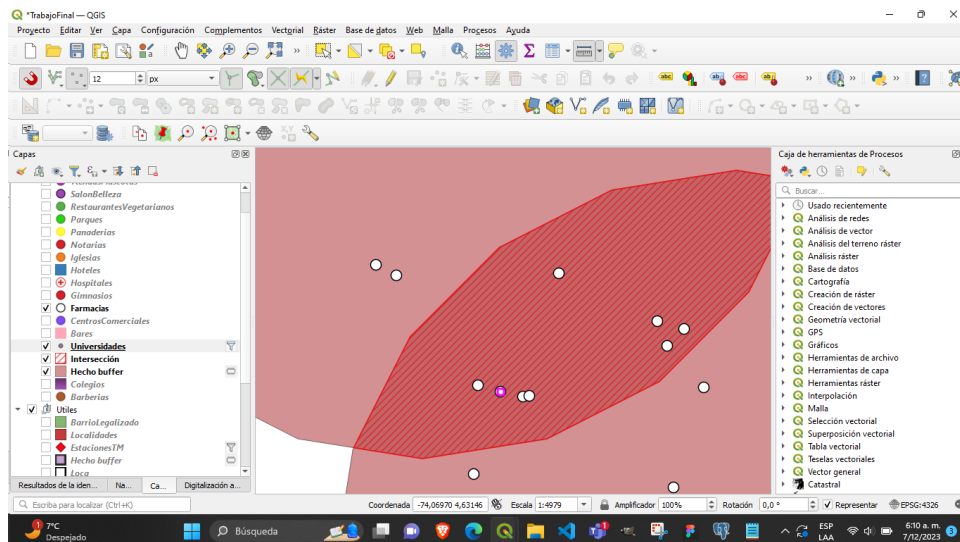 *TrabajoFinal — QGIS
Proyecto Editar Ver Capa Configuración Complementos Vectorial Ráster Base de datos Web Malla Procesos Ayuda
12 px
abc
Capas
SalonBelleza
RestaurantesVegetarianos
Parques
Panaderias
Notarias
Iglesias
Hoteles
Hospitales
Gimnasios
Farmacias
CentrosComerciales
Bares
Universidades
Intersección
Hecho buffer
Colegios
Barberias
Utiles
BarrioLegalizado
Localidades
EstacionesTM
Hecho buffer
Loca
Resultados de la iden... Na... Ca... Digitalización a...
Caja de herramientas de Procesos
Buscar...
Usado recientemente
Análisis de redes
Análisis de vector
Análisis del terreno ráster
Análisis ráster
Base de datos
Cartografía
Creación de ráster
Creación de vectores
Geometría vectorial
GPS
Gráficos
Herramientas de archivo
Herramientas de capa
Herramientas ráster
Interpolación
Malla
Selección vectorial
Superposición vectorial
Tabla vectorial
Teselas vectoriales
Vector general
Catastral
Escriba para localizar (Ctrl+K) Coordenada -74,06970 4,63146 Escala 1:4979 Amplificador 100% Rotación 0,0 ° Representar EPSG:4326
1 7°C
Despejado
Búsqueda
ESP
LAA
6:10 a. m.
7/12/2023
3